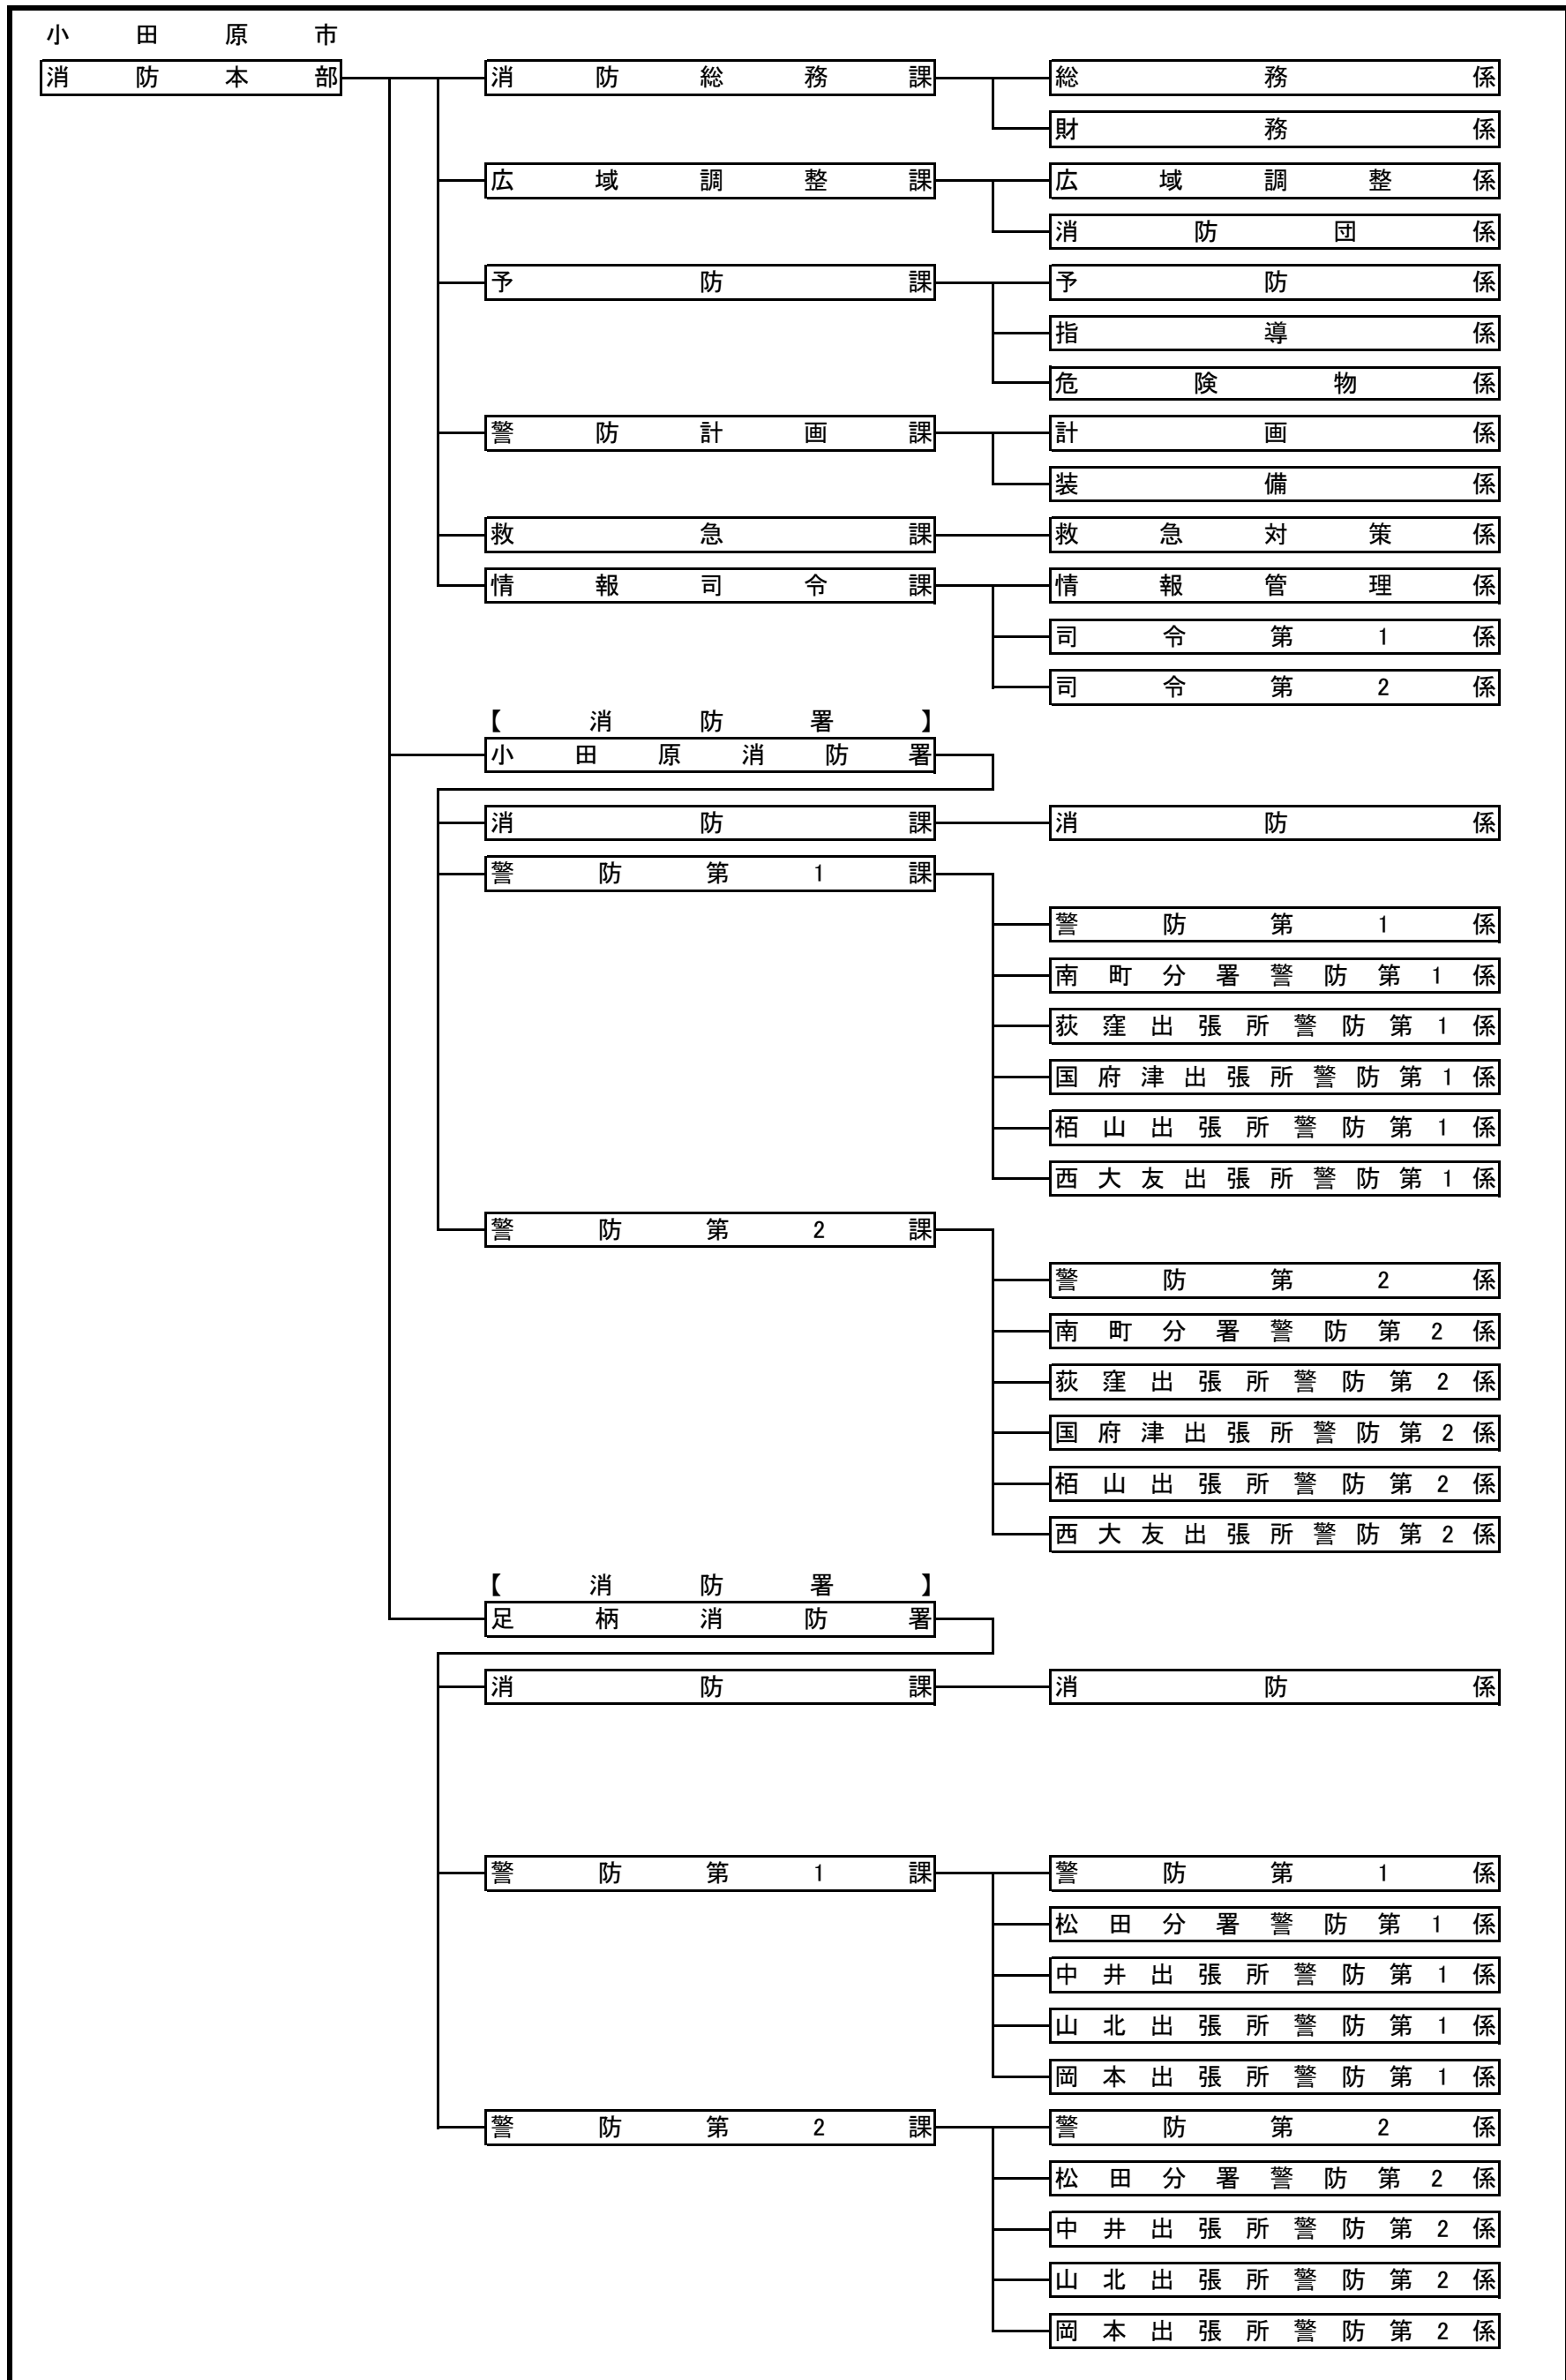 小田原市
消防本部
消防総務課
総務係
財務係
広域調整課
広域調整係
消防団係
予防課
予防係
指導係
危険物係
警防計画課
計画係
装備係
救急課
救急対策係
情報司令課
情報管理係
司令第1係
司令第2係
【消防署】
小田原消防署
消防課
消防係
警防第1課
警防第1係
南町分署警防第1係
荻窪出張所警防第1係
国府津出張所警防第1係
栢山出張所警防第1係
西大友出張所警防第1係
警防第2課
警防第2係
南町分署警防第2係
荻窪出張所警防第2係
国府津出張所警防第2係
栢山出張所警防第2係
西大友出張所警防第2係
【消防署】
足柄消防署
消防課
消防係
警防第1課
警防第1係
松田分署警防第1係
中井出張所警防第1係
山北出張所警防第1係
岡本出張所警防第1係
警防第2課
警防第2係
松田分署警防第2係
中井出張所警防第2係
山北出張所警防第2係
岡本出張所警防第2係